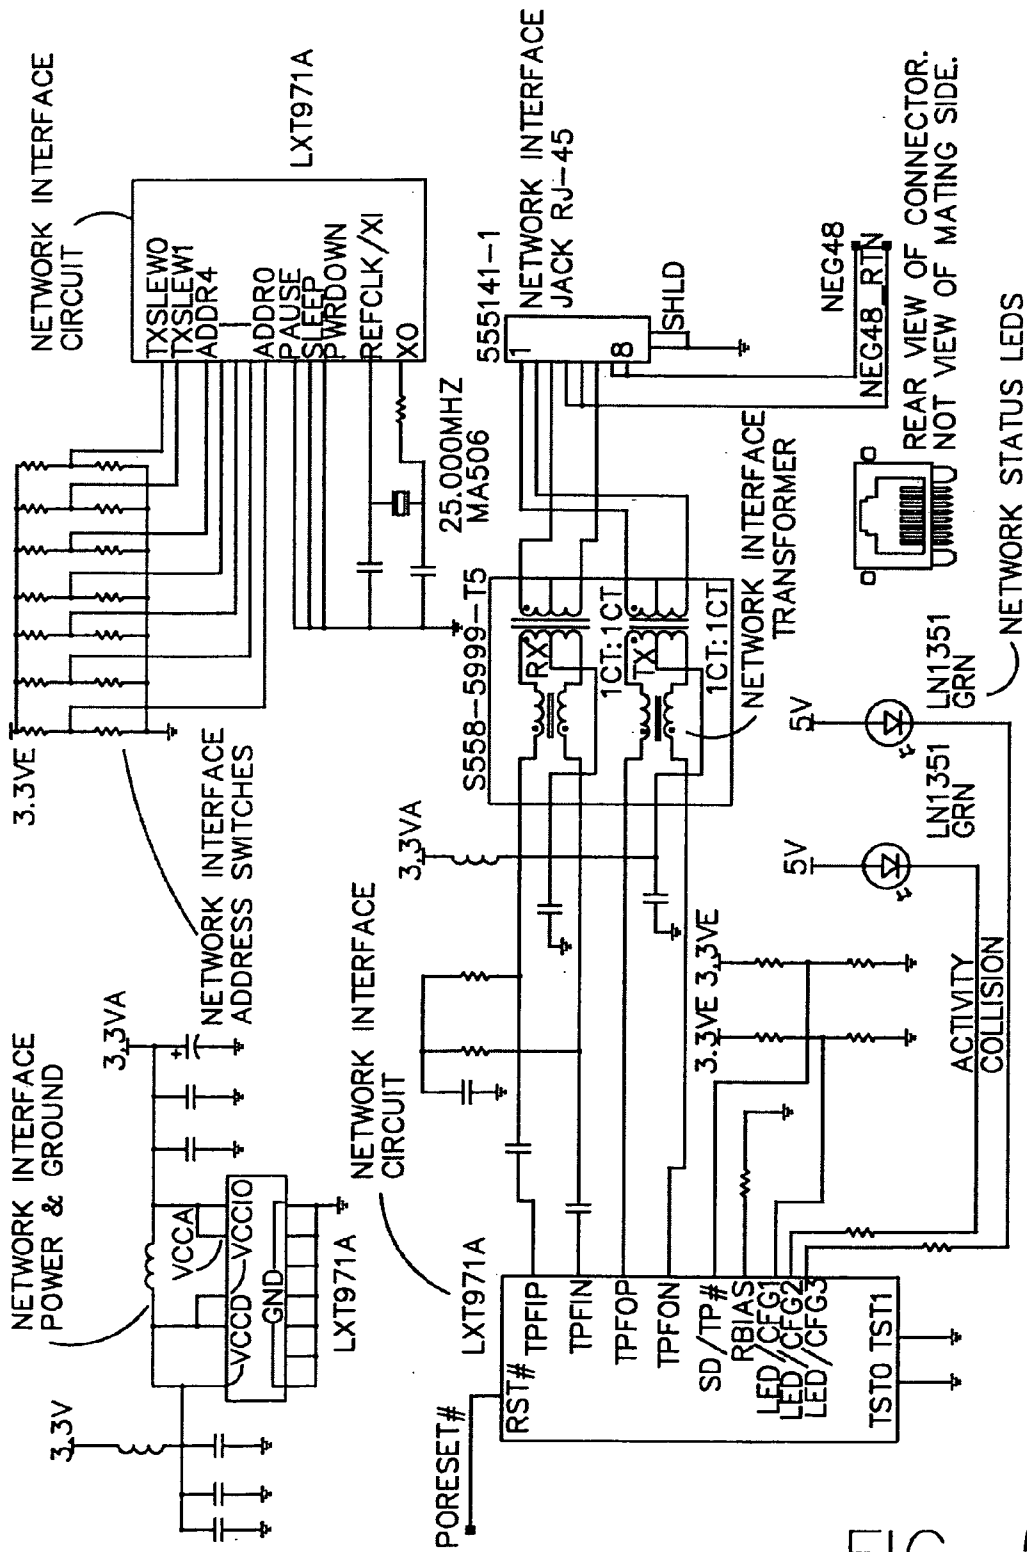 NETWORK INTERFACE
POWER & GROUND
3.3V
3.3VA
VCCA
VCCD
VCCIO
GND
LXT971A
NETWORK INTERFACE
ADDRESS SWITCHES
3.3VE
NETWORK INTERFACE
CIRCUIT
TXSLEW0
TXSLEW1
ADDR4
ADDR0
PAUSE
SLEEP
PWRDOWN
REFCLK/XI
XO
LXT971A
25.000MHZ
MA506
PORESET#
LXT971A
NETWORK INTERFACE
CIRCUIT
RST#
TPFIP
TPFIN
TPFOP
TPFON
SD/TP#
RBIAS
LED/CFG1
LED/CFG2
LED/CFG3
TST0 TST1
3.3VA
3.3VE 3.3VE
S558-5999-T5
RX
1CT:1CT
TX
1CT:1CT
NETWORK INTERFACE
TRANSFORMER
555141-1
1
8
NETWORK INTERFACE
JACK RJ-45
SHLD
NEG48
NEG48_RTN
REAR VIEW OF CONNECTOR.
NOT VIEW OF MATING SIDE.
ACTIVITY
COLLISION
5V
LN1351
GRN
5V
LN1351
GRN
NETWORK STATUS LEDS